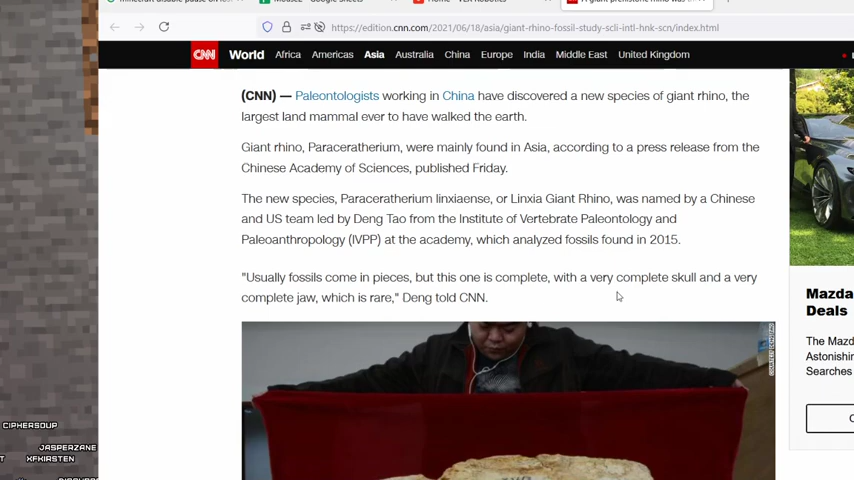 https://edition.cnn.com/2021/06/18/asia/giant-rhino-fossil-study-scli-intl-hnk-scn/index.html
CNN World Africa Americas Asia Australia China Europe India Middle East United Kingdom
(CNN) — Paleontologists working in China have discovered a new species of giant rhino, the
largest land mammal ever to have walked the earth.
Giant rhino, Paraceratherium, were mainly found in Asia, according to a press release from the
Chinese Academy of Sciences, published Friday.
The new species, Paraceratherium linxiaense, or Linxia Giant Rhino, was named by a Chinese
and US team led by Deng Tao from the Institute of Vertebrate Paleontology and
Paleoanthropology (IVPP) at the academy, which analyzed fossils found in 2015.
"Usually fossils come in pieces, but this one is complete, with a very complete skull and a very
complete jaw, which is rare," Deng told CNN.
Mazda
Deals
The Mazd
Astonishin
Searches
CIPHERSOUP
JASPERZANE
XFKIRSTEN